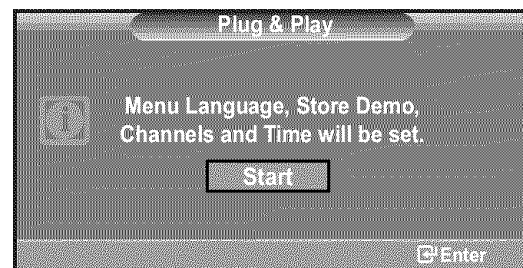 Plug & Play
Menu Language, Store Demo,
Channels and Time will be set.
Start
Enter